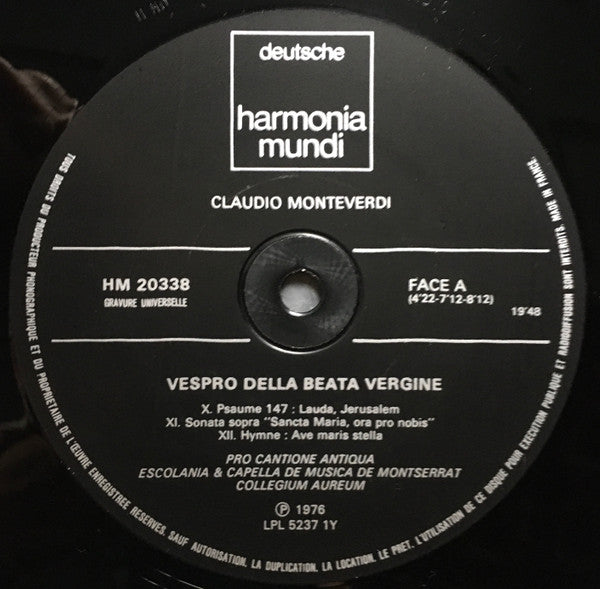 deutsche
harmonia
mundi
CLAUDIO MONTEVERDI
HM 20338
GRAVURE UNIVERSELLE
FACE A
(4'22-7'12-8'12)
19'48
VESPRO DELLA BEATA VERGINE
X. Psaume 147 : Lauda, Jerusalem
XI. Sonata sopra "Sancta Maria, ora pro nobis"
XII. Hymne : Ave maris stella
PRO CANTIONE ANTIQUA
ESCOLANIA & CAPELLA DE MUSICA DE MONTSERRAT
COLLEGIUM AUREUM
℗ 1976
LPL 5237 1Y
TOUS DROITS DU PRODUCTEUR PHONOGRAPHIQUE ET DU PROPRIETAIRE DE L'ŒUVRE ENREGISTREE RESERVES. SAUF AUTORISATION, LA DUPLICATION, LA LOCATION, LE PRET, L'UTILISATION DE CE DISQUE POUR EXECUTION PUBLIQUE ET RADIODIFFUSION SONT INTERDITS. MADE IN FRANCE.